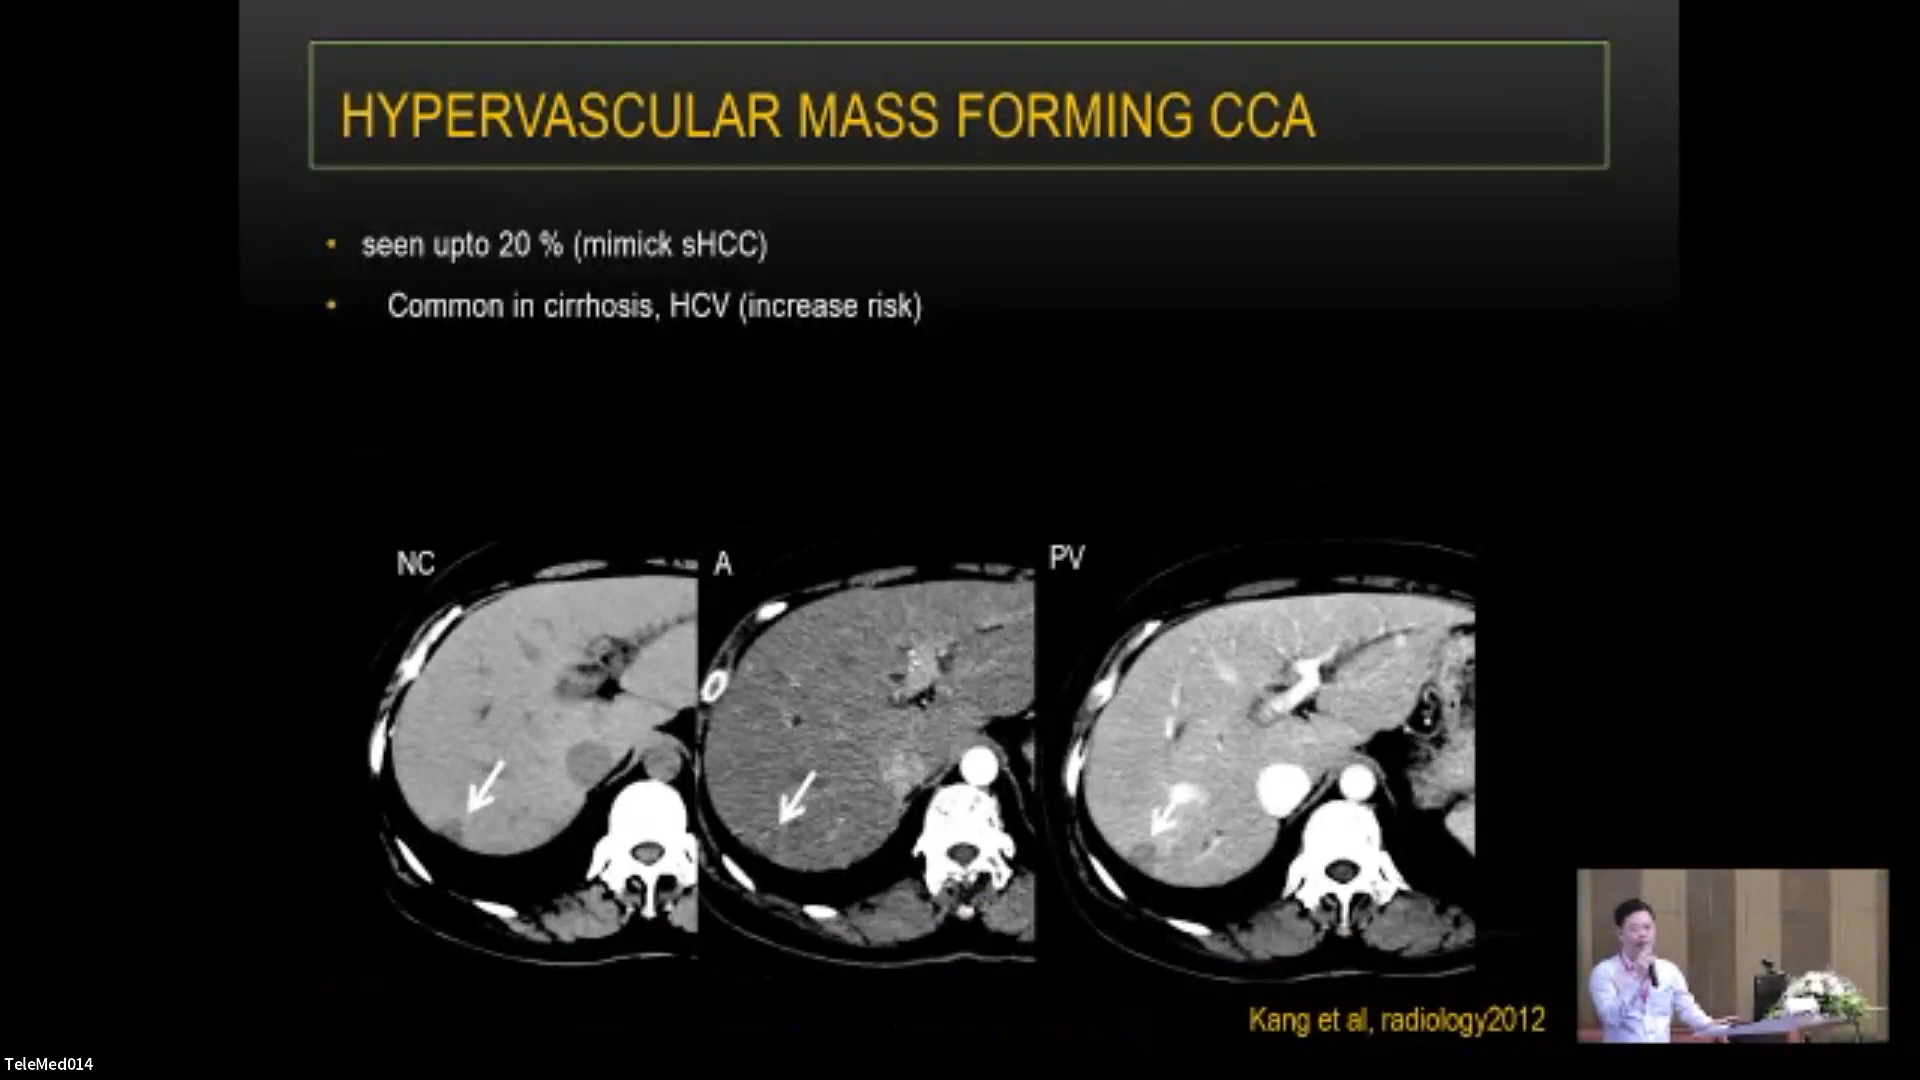 HYPERVASCULAR MASS FORMING CCA
• seen upto 20 % (mimick sHCC)
• Common in cirrhosis, HCV (increase risk)
NC
A
PV
Kang et al, radiology2012
TeleMed014